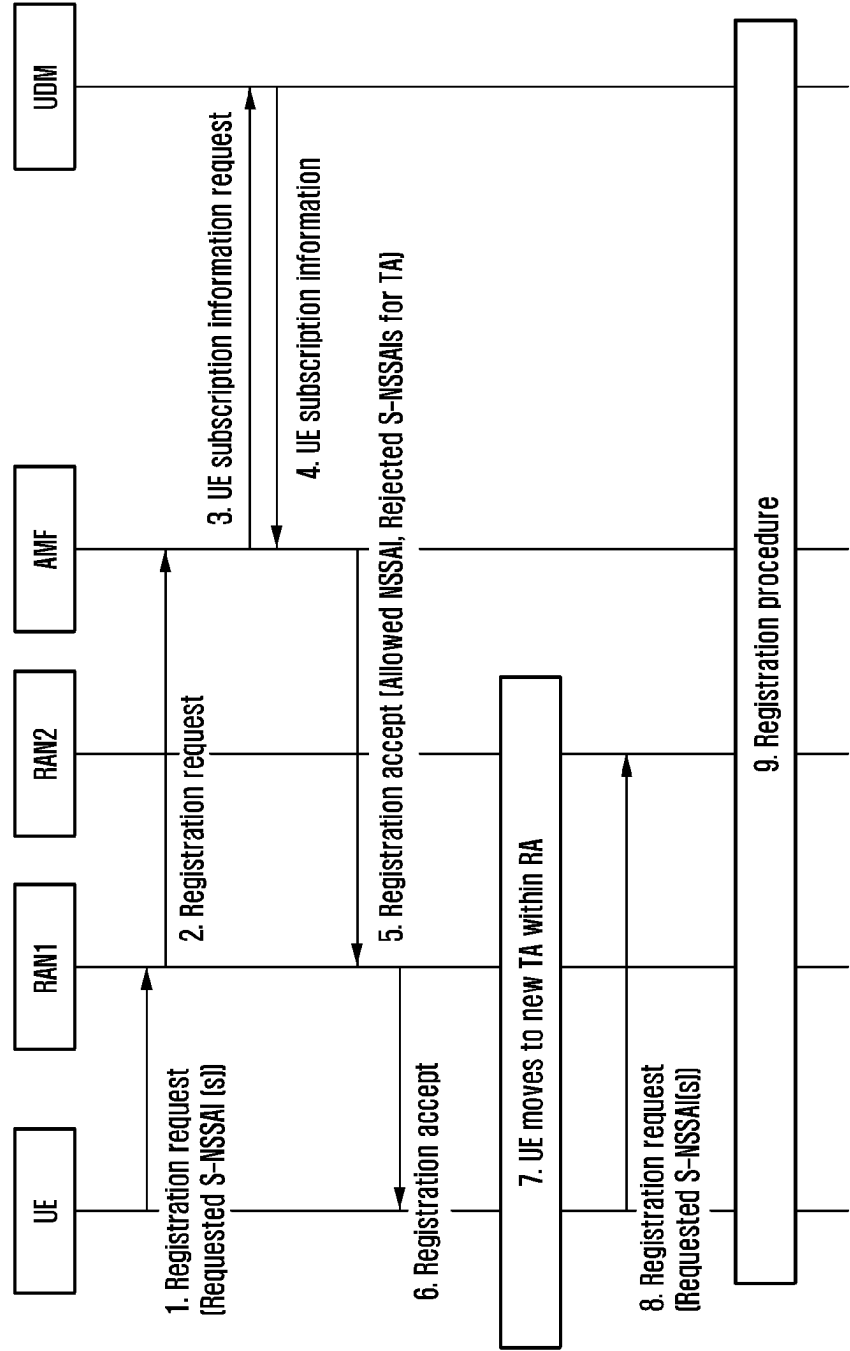 UE
RAN1
RAN2
AMF
UDM
1. Registration request
(Requested S-NSSAI (s))
2. Registration request
3. UE subscription information request
4. UE subscription information
5. Registration accept (Allowed NSSAI, Rejected S-NSSAIs for TA)
6. Registration accept
7. UE moves to new TA within RA
8. Registration request
(Requested S-NSSAI(s))
9. Registration procedure